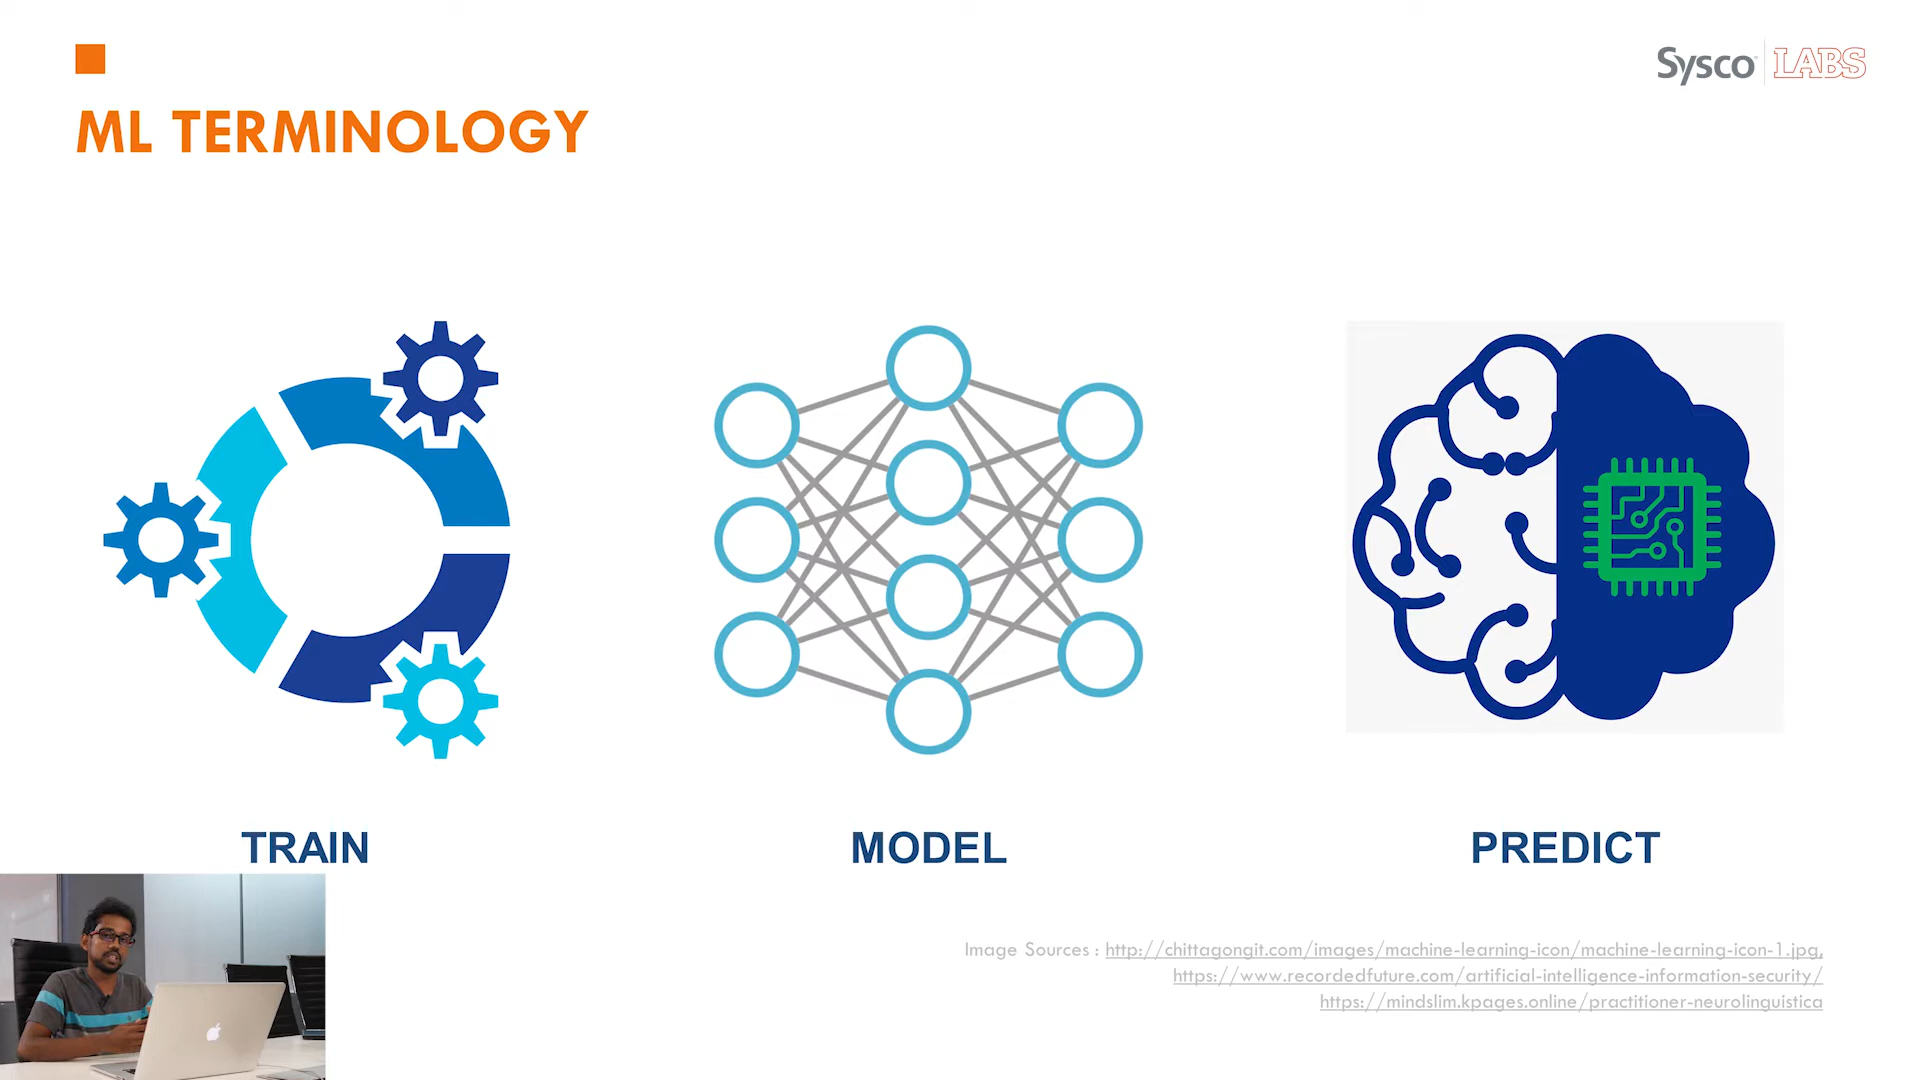 Sysco LABS
ML TERMINOLOGY
TRAIN
MODEL
PREDICT
Image Sources : http://chittagongit.com/images/machine-learning-icon/machine-learning-icon-1.jpg,
https://www.recordedfuture.com/artificial-intelligence-information-security/
https://mindslim.kpages.online/practitioner-neurolinguistica